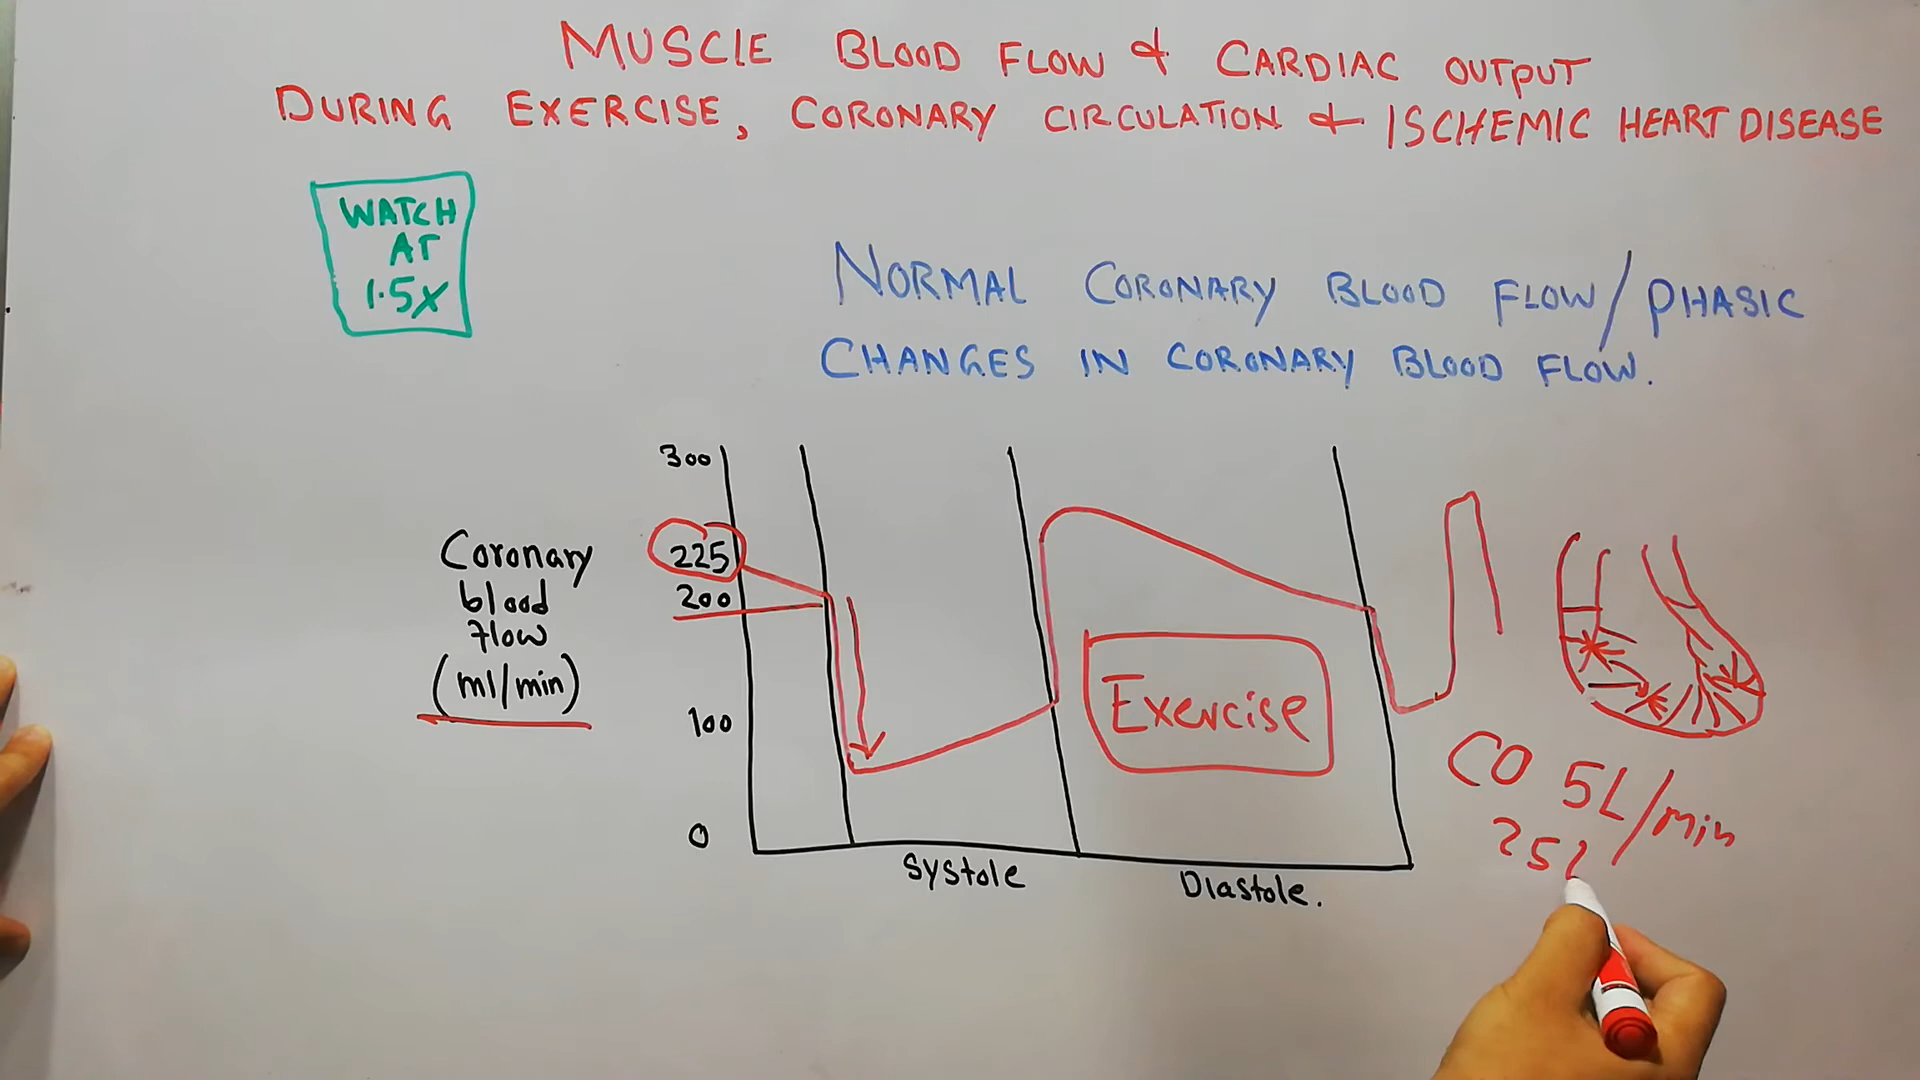 MUSCLE BLOOD FLOW & CARDIAC OUTPUT
DURING EXERCISE, CORONARY CIRCULATION & ISCHEMIC HEART DISEASE
WATCH
AT
1.5X
NORMAL CORONARY BLOOD FLOW/PHASIC
CHANGES IN CORONARY BLOOD FLOW.
300
225
200
100
0
Coronary
blood
flow
(ml/min)
Exercise
Systole
Diastole.
CO 5L/min
25